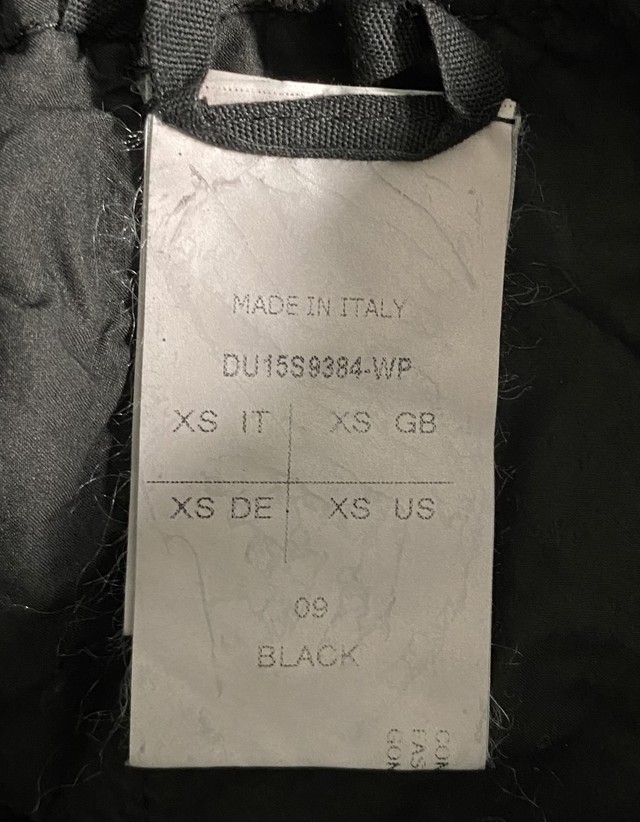 MADE IN ITALY
DU15S9384-WP
XS IT XS GB
XS DE XS US
09
BLACK